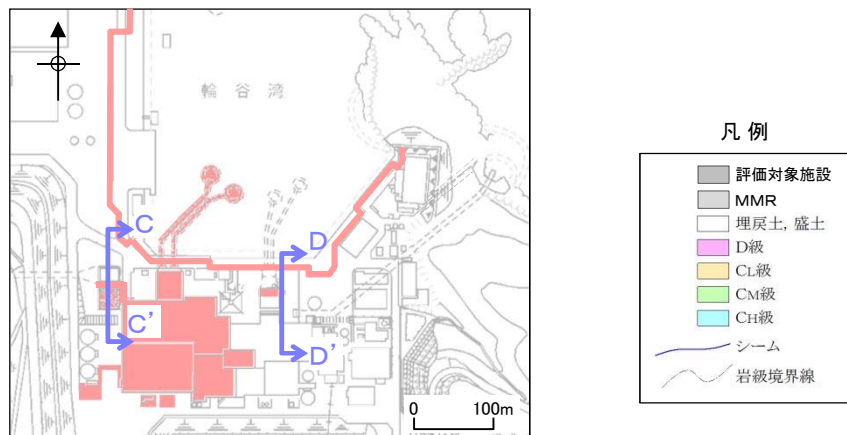 輪谷湾
C
D
C'
D'
0 100m
凡 例
評価対象施設
MMR
埋戻土, 盛土
D級
CL級
CM級
CH級
シーム
岩級境界線